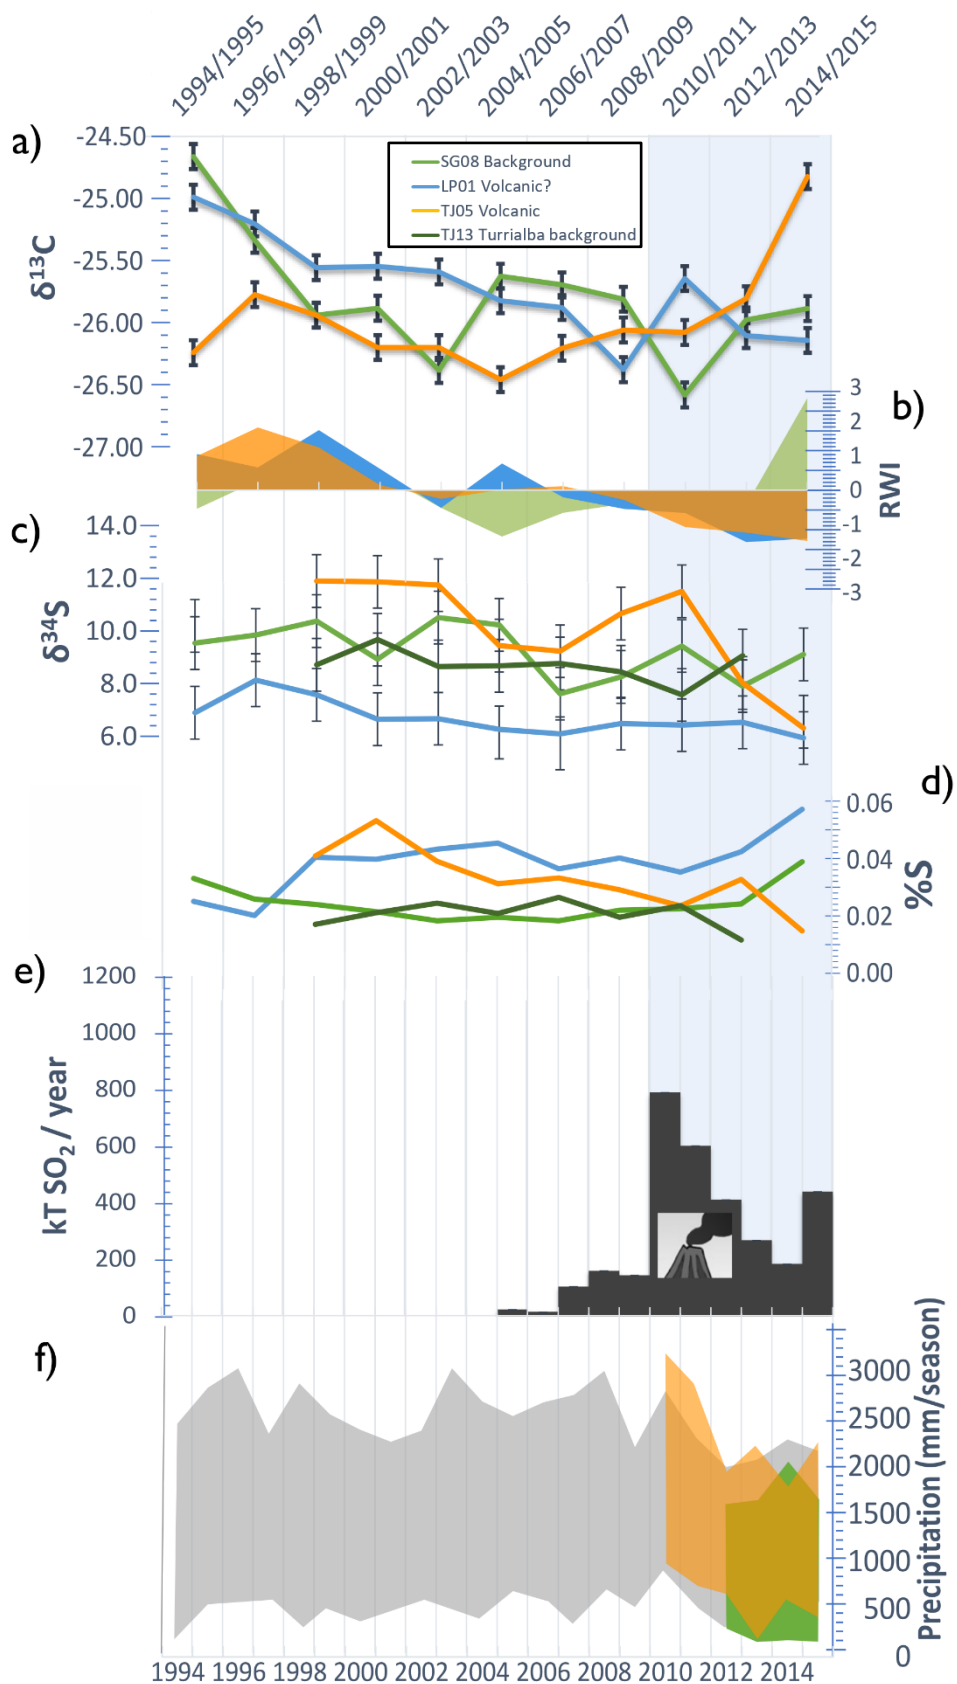 1994/1995
1996/1997
1998/1999
2000/2001
2002/2003
2004/2005
2006/2007
2008/2009
2010/2011
2012/2013
2014/2015
a)
-24.50
-25.00
-25.50
-26.00
-26.50
-27.00
δ¹³C
SG08 Background
LP01 Volcanic?
TJ05 Volcanic
TJ13 Turrialba background
b)
3
2
1
0
-1
-2
-3
RWI
c)
14.0
12.0
10.0
8.0
6.0
δ³⁴S
d)
0.06
0.04
0.02
0.00
%S
e)
1200
1000
800
600
400
200
0
kT SO₂ / year
f)
3000
2500
2000
1500
1000
500
0
Precipitation (mm/season)
1994 1996 1998 2000 2002 2004 2006 2008 2010 2012 2014